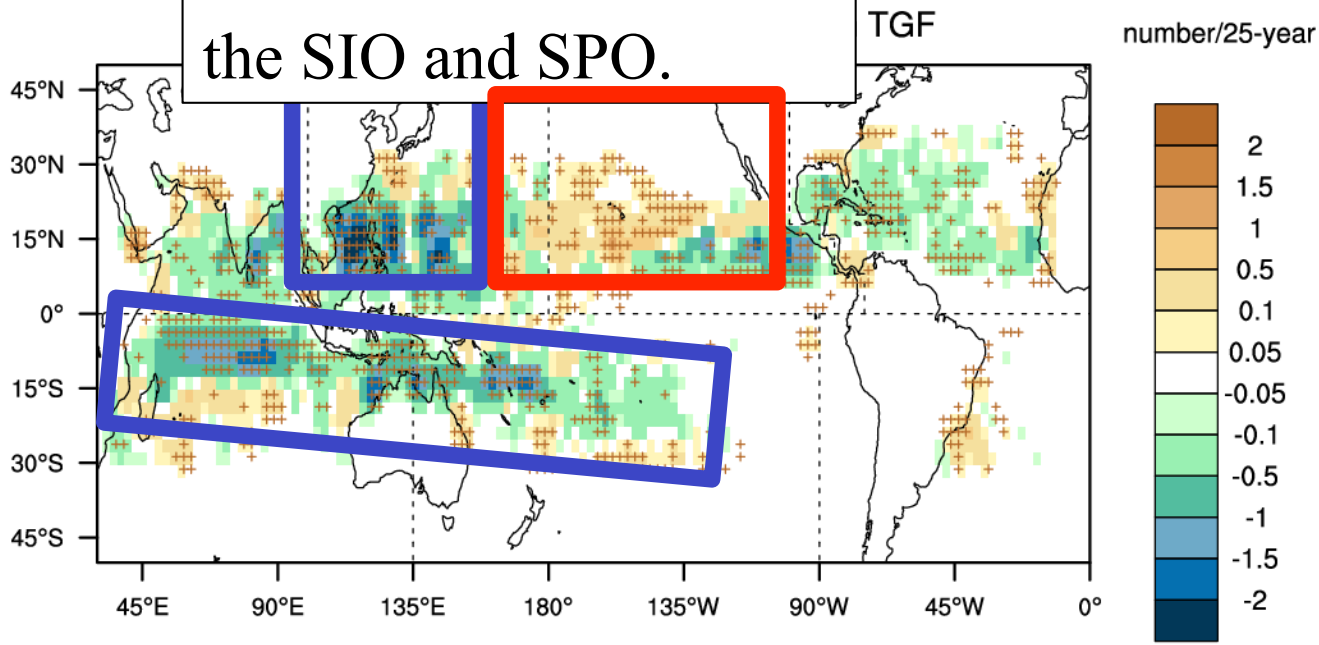 the SIO and SPO.
TGF
number/25-year
45°N
30°N
15°N
0°
15°S
30°S
45°S
45°E 90°E 135°E 180° 135°W 90°W 45°W 0°
2
1.5
1
0.5
0.1
0.05
-0.05
-0.1
-0.5
-1
-1.5
-2